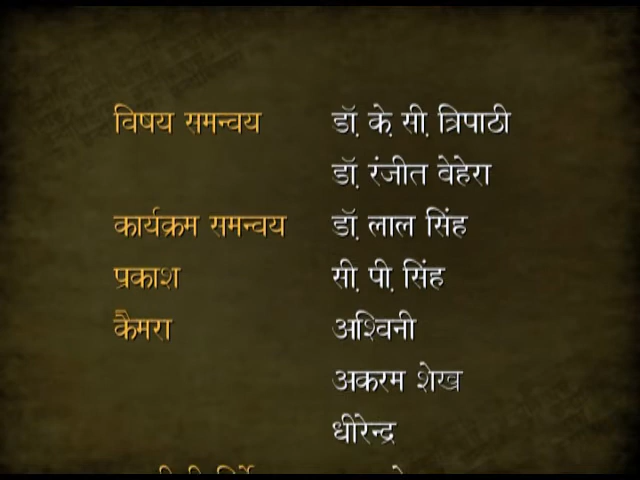 विषय समन्वय डॉ. के. सी. त्रिपाठी
डॉ. रंजीत बेहेरा
कार्यक्रम समन्वय डॉ. लाल सिंह
प्रकाश सी. पी. सिंह
कैमरा अश्विनी
अकरम शेख
धीरेन्द्र